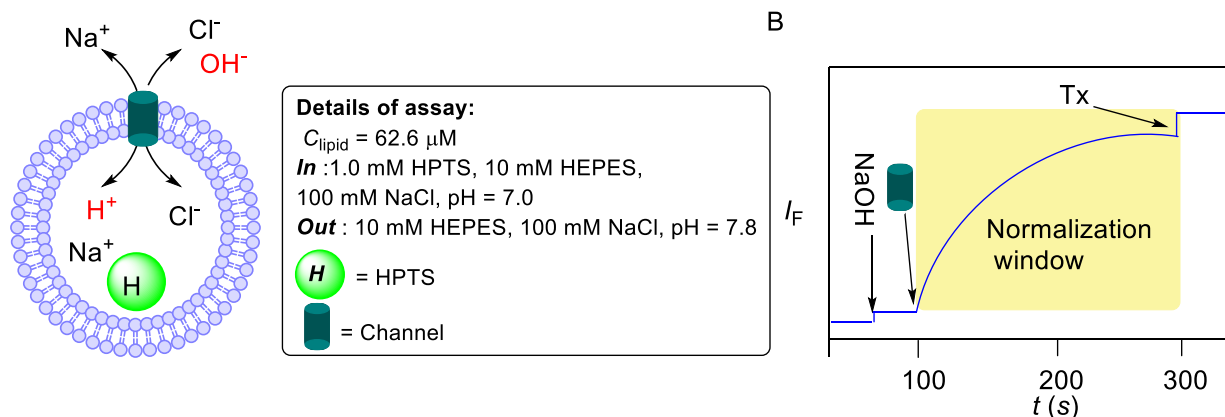 Na⁺
Cl⁻
OH⁻
H⁺
Cl⁻
Na⁺
H
Details of assay:
C_lipid = 62.6 μM
In :1.0 mM HPTS, 10 mM HEPES,
100 mM NaCl, pH = 7.0
Out : 10 mM HEPES, 100 mM NaCl, pH = 7.8
H = HPTS
= Channel
B
I_F
NaOH
Tx
Normalization
window
100 200 300
t (s)